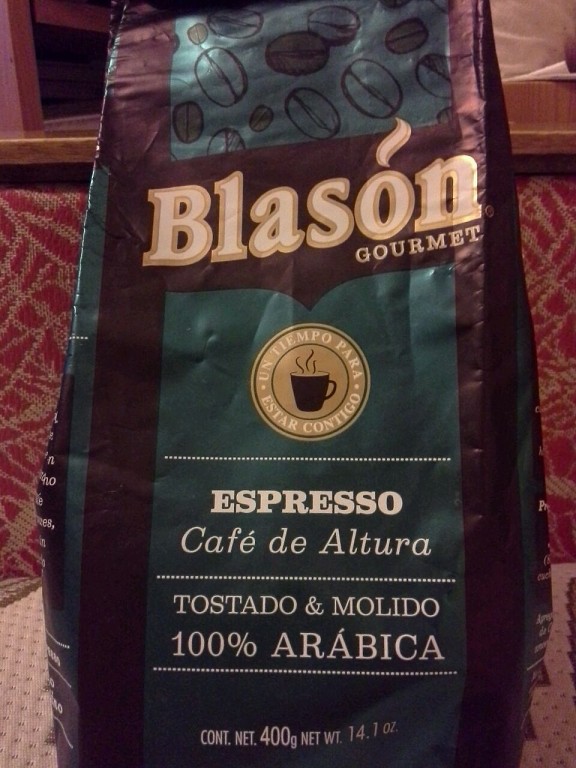 Blasón
GOURMET
UN TIEMPO PARA
ESTAR CONTIGO
ESPRESSO
Café de Altura
TOSTADO & MOLIDO
100% ARÁBICA
CONT. NET. 400g NET WT. 14.1 OZ.